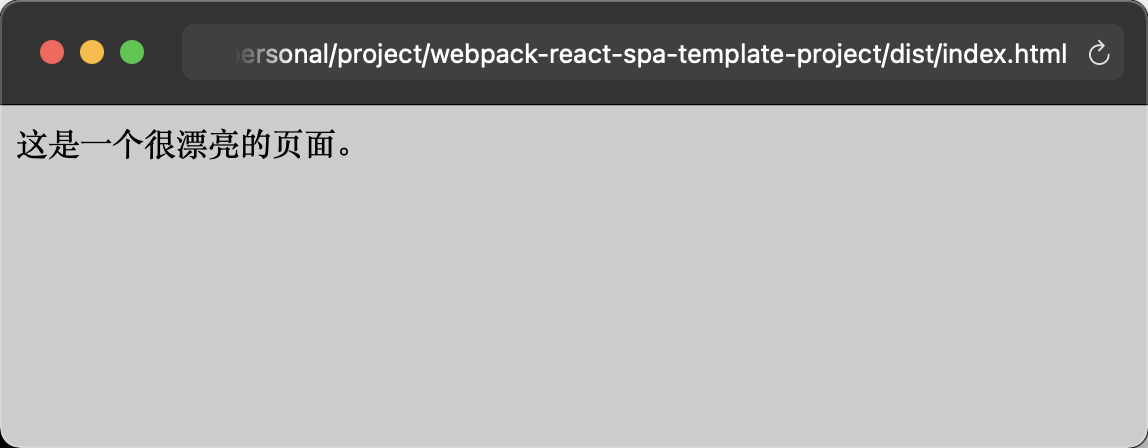 personal/project/webpack-react-spa-template-project/dist/index.html
这是一个很漂亮的页面。